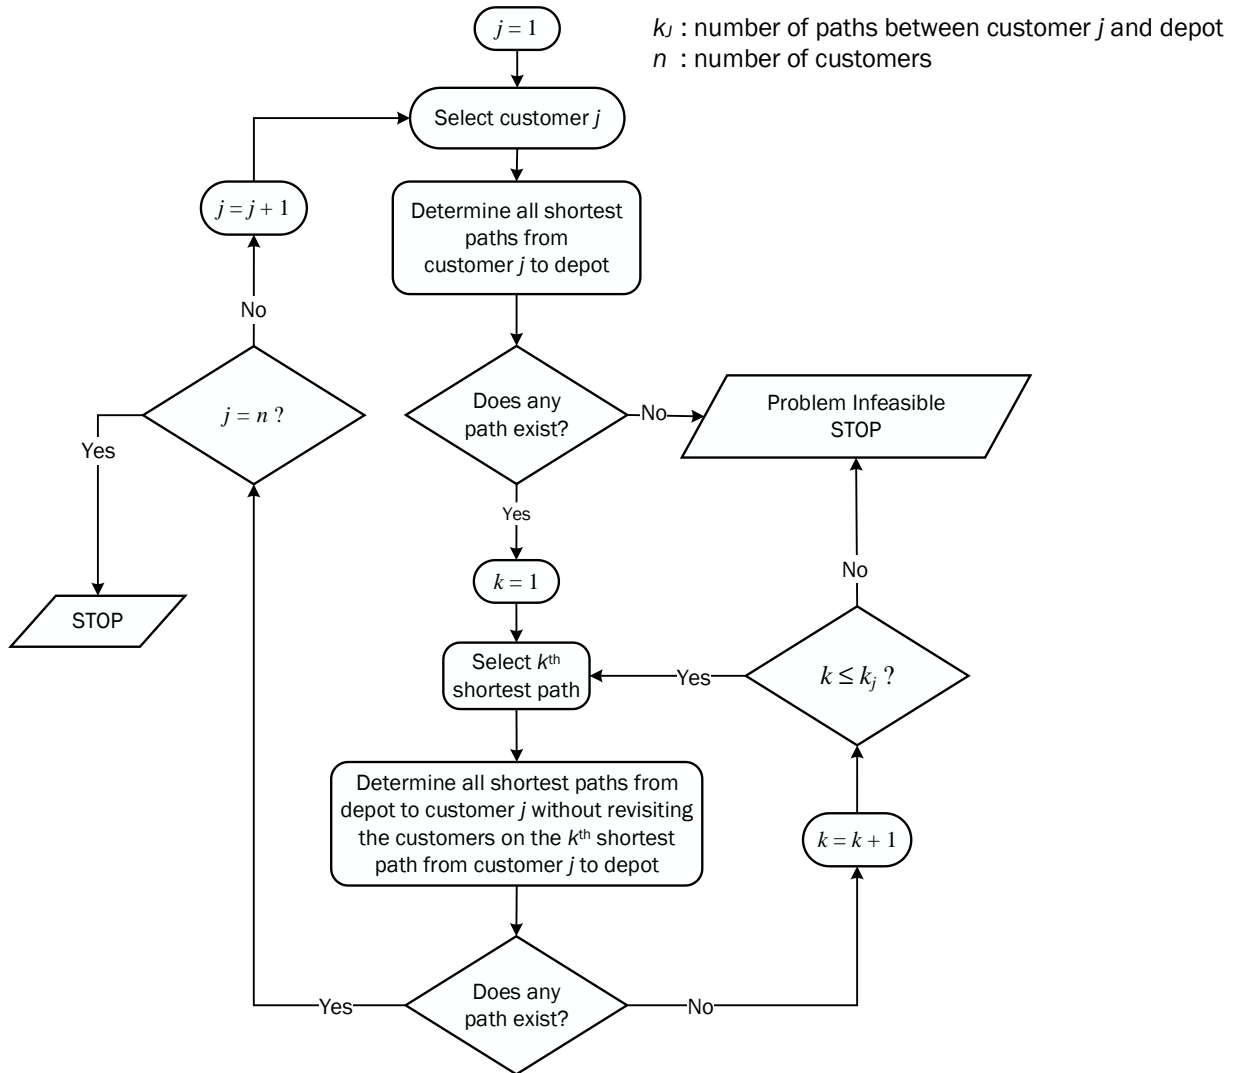 j = 1
k_J : number of paths between customer j and depot
n : number of customers
Select customer j
j = j + 1
Determine all shortest
paths from
customer j to depot
No
j = n ?
Does any
path exist?
No
Problem Infeasible
STOP
Yes
Yes
k = 1
No
STOP
Select kth
shortest path
Yes
k ≤ k_j ?
Determine all shortest paths from
depot to customer j without revisiting
the customers on the kth shortest
path from customer j to depot
k = k + 1
Does any
path exist?
Yes
No